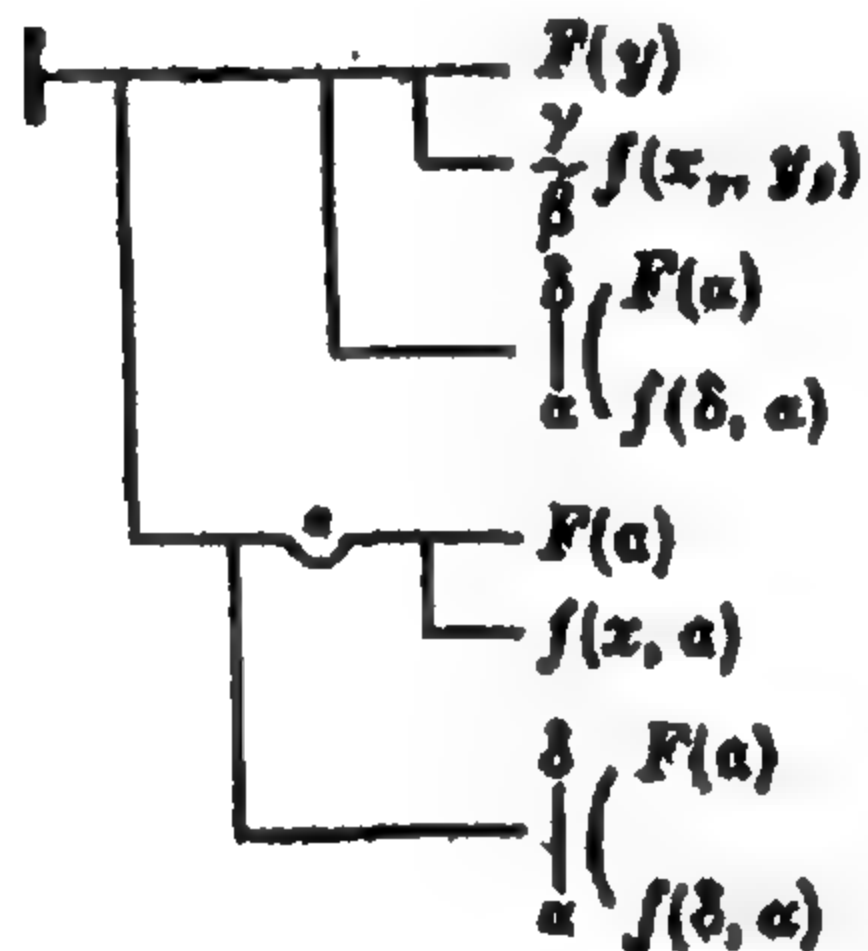 F(y)
γ
~ f(x_γ, y_β)
β
δ F(α)
| (
α f(δ, α)
F(𝔞)
f(x, 𝔞)
δ F(α)
| (
α f(δ, α)